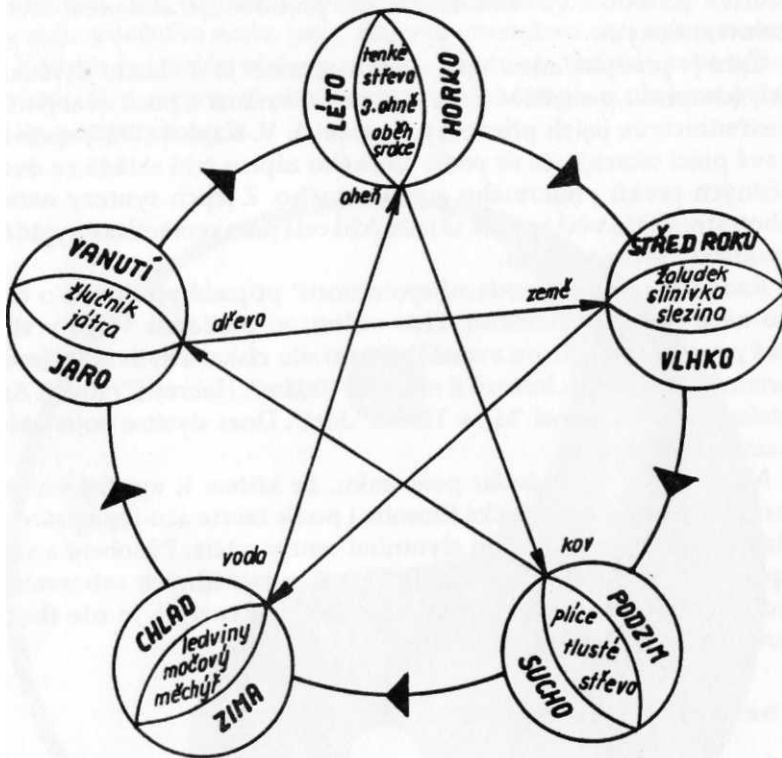 LÉTO
tenké
střevo
o. ohně
oběh
srdce
HORKO
oheň
VANUTÍ
žlučník
játra
JARO
dřevo
STŘED ROKU
žaludek
slinivka
slezina
VLHKO
země
voda
CHLAD
ledviny
močový
měchýř
ZIMA
kov
PODZIM
plíce
tlusté
střevo
SUCHO